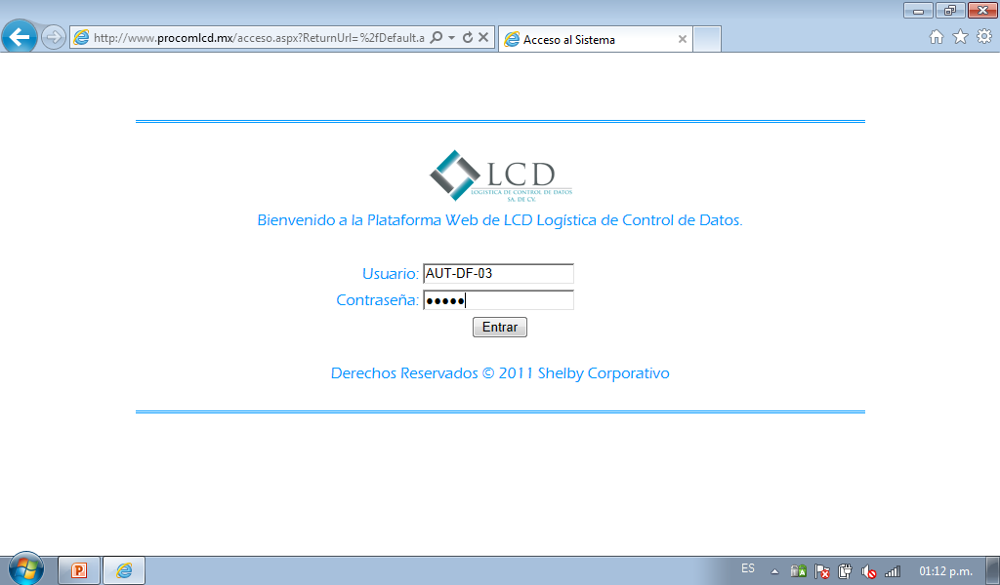 http://www.procomlcd.mx/acceso.aspx?ReturnUrl=%2fDefault.a
Acceso al Sistema
LCD
LOGÍSTICA DE CONTROL DE DATOS
SA. DE CV.
Bienvenido a la Plataforma Web de LCD Logística de Control de Datos.
Usuario: AUT-DF-03
Contraseña: •••••
Entrar
Derechos Reservados © 2011 Shelby Corporativo
ES
01:12 p.m.